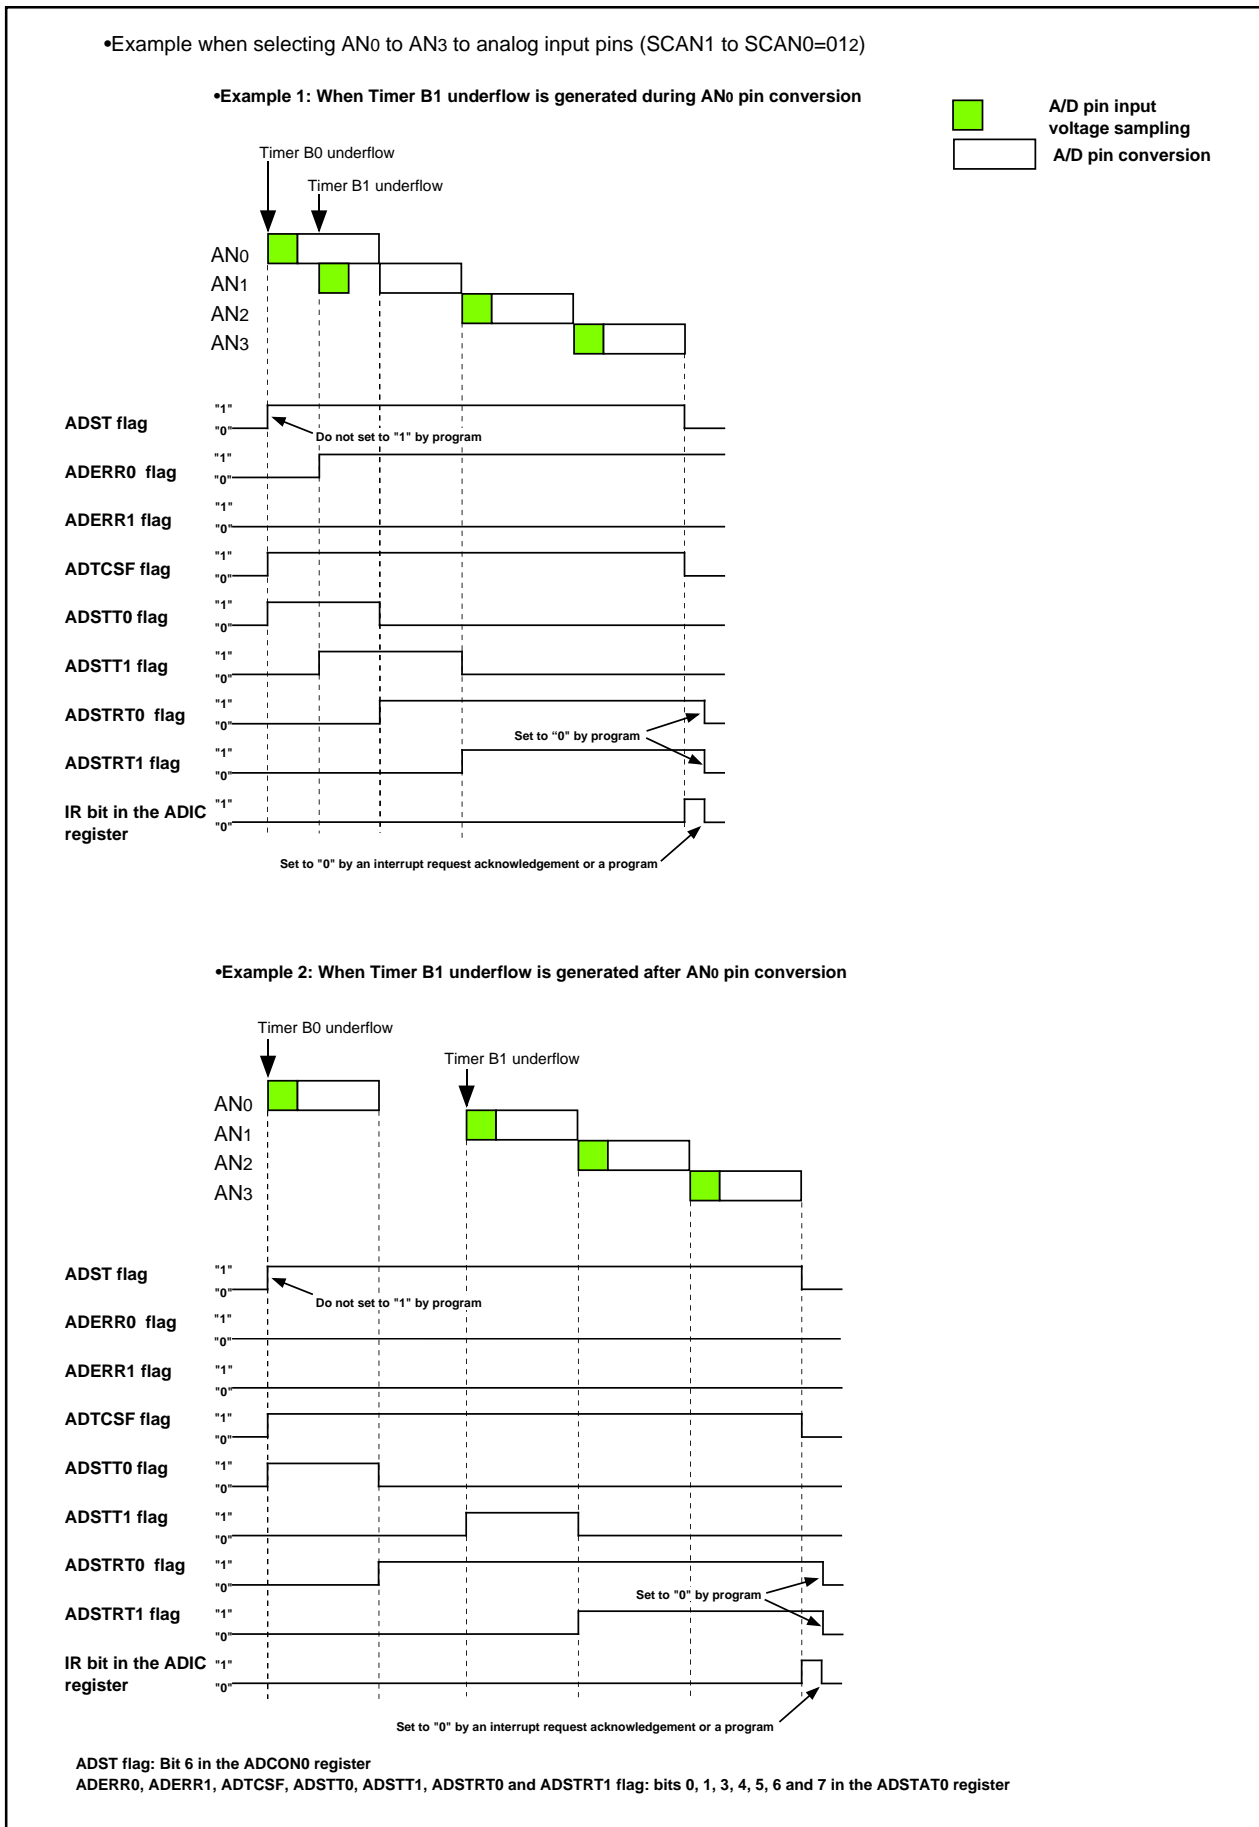 •Example when selecting AN0 to AN3 to analog input pins (SCAN1 to SCAN0=012)
•Example 1: When Timer B1 underflow is generated during AN0 pin conversion
A/D pin input
voltage sampling
A/D pin conversion
Timer B0 underflow
Timer B1 underflow
AN0
AN1
AN2
AN3
ADST flag "1"
"0"
Do not set to "1" by program
ADERR0 flag "1"
"0"
ADERR1 flag "1"
"0"
ADTCSF flag "1"
"0"
ADSTT0 flag "1"
"0"
ADSTT1 flag "1"
"0"
ADSTRT0 flag "1"
"0"
Set to “0" by program
ADSTRT1 flag "1"
"0"
IR bit in the ADIC "1"
register "0"
Set to "0" by an interrupt request acknowledgement or a program
•Example 2: When Timer B1 underflow is generated after AN0 pin conversion
Timer B0 underflow
Timer B1 underflow
AN0
AN1
AN2
AN3
ADST flag "1"
"0"
Do not set to "1" by program
ADERR0 flag "1"
"0"
ADERR1 flag "1"
"0"
ADTCSF flag "1"
"0"
ADSTT0 flag "1"
"0"
ADSTT1 flag "1"
"0"
ADSTRT0 flag "1"
"0"
Set to "0" by program
ADSTRT1 flag "1"
"0"
IR bit in the ADIC "1"
register "0"
Set to "0" by an interrupt request acknowledgement or a program
ADST flag: Bit 6 in the ADCON0 register
ADERR0, ADERR1, ADTCSF, ADSTT0, ADSTT1, ADSTRT0 and ADSTRT1 flag: bits 0, 1, 3, 4, 5, 6 and 7 in the ADSTAT0 register